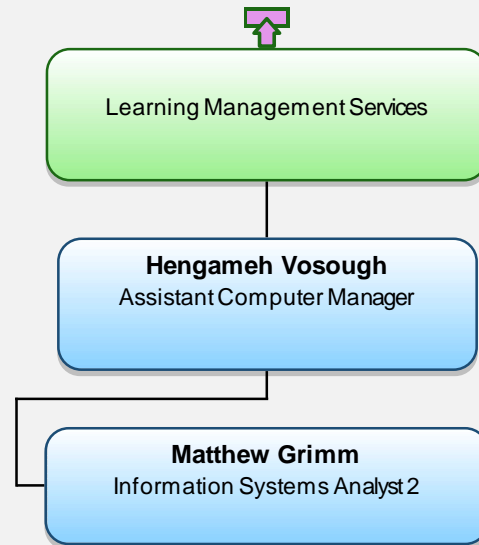 Learning Management Services
Hengameh Vosough
Assistant Computer Manager
Matthew Grimm
Information Systems Analyst 2